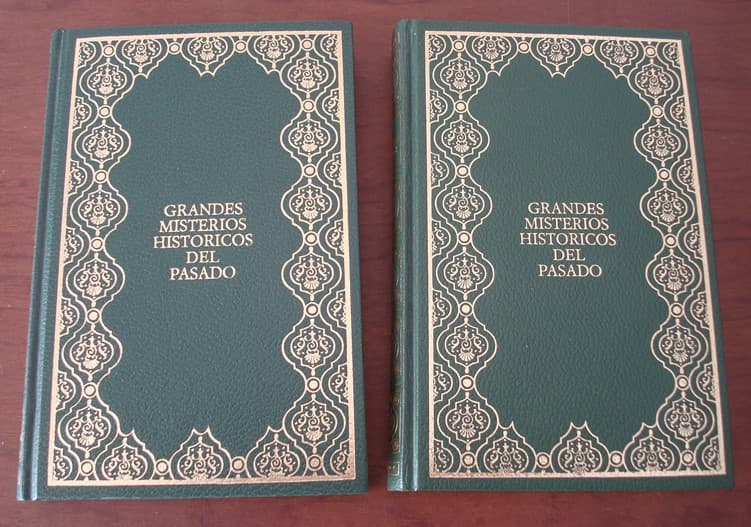 GRANDES
MISTERIOS
HISTORICOS
DEL
PASADO
GRANDES
MISTERIOS
HISTORICOS
DEL
PASADO